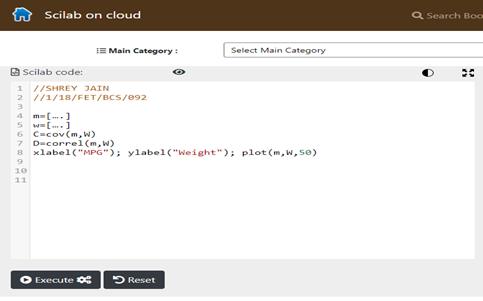 Scilab on cloud
Search Boo
Main Category :
Select Main Category
Scilab code:
1 //SHREY JAIN
2 //1/18/FET/BCS/092
3
4 m=[….]
5 w=[….]
6 C=cov(m,W)
7 D=correl(m,W)
8 xlabel("MPG"); ylabel("Weight"); plot(m,W,50)
9
10
11
Execute
Reset